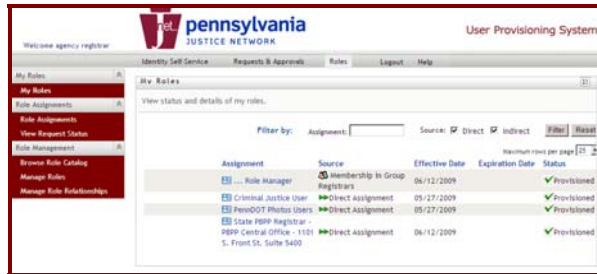 jnet pennsylvania
JUSTICE NETWORK
User Provisioning System
Welcome agency registrar
Identity Self-Service Requests & Approvals Roles Logout Help
My Roles
My Roles
Role Assignments
Role Assignments
View Request Status
Role Management
Browse Role Catalog
Manage Roles
Manage Role Relationships
My Roles
View status and details of my roles.
Filter by: Assignment: Source: Direct Indirect Filter Reset
Maximum rows per page 25
Assignment Source Effective Date Expiration Date Status
... Role Manager Membership In Group Registrars 06/12/2009 Provisioned
Criminal Justice User Direct Assignment 05/27/2009 Provisioned
PennDOT Photos Users Direct Assignment 05/27/2009 Provisioned
State PBPP Registrar -
PBPP Central Office - 1101 Direct Assignment 06/12/2009 Provisioned
S. Front St. Suite 5400